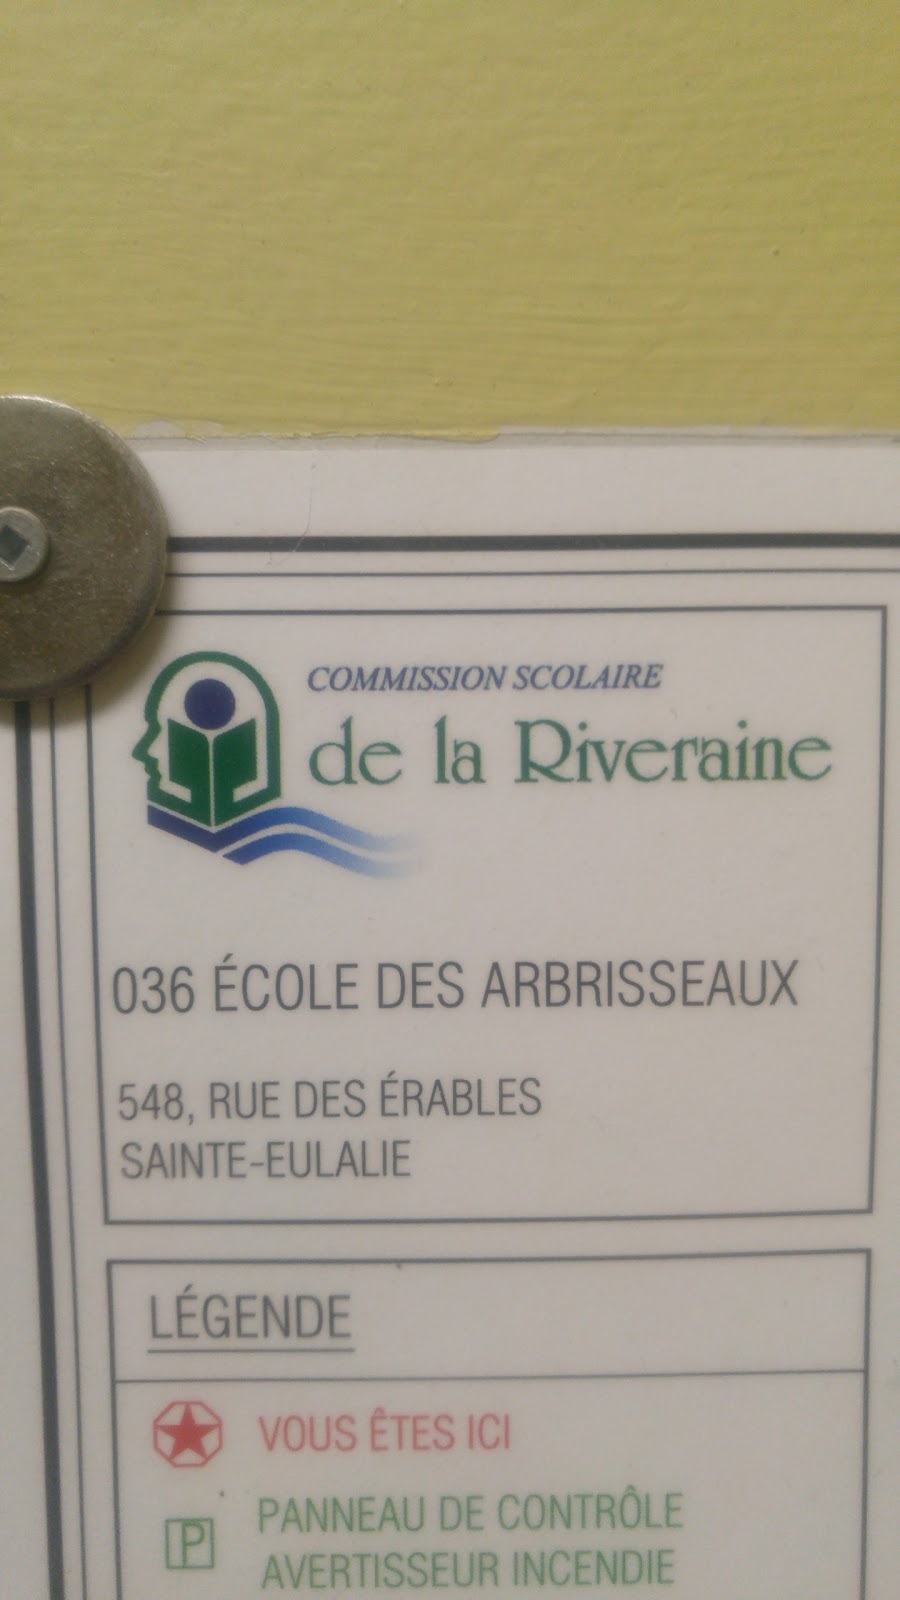 COMMISSION SCOLAIRE
de la Riveraine
036 ÉCOLE DES ARBRISSEAUX
548, RUE DES ÉRABLES
SAINTE-EULALIE
LÉGENDE
VOUS ÊTES ICI
P PANNEAU DE CONTRÔLE
AVERTISSEUR INCENDIE